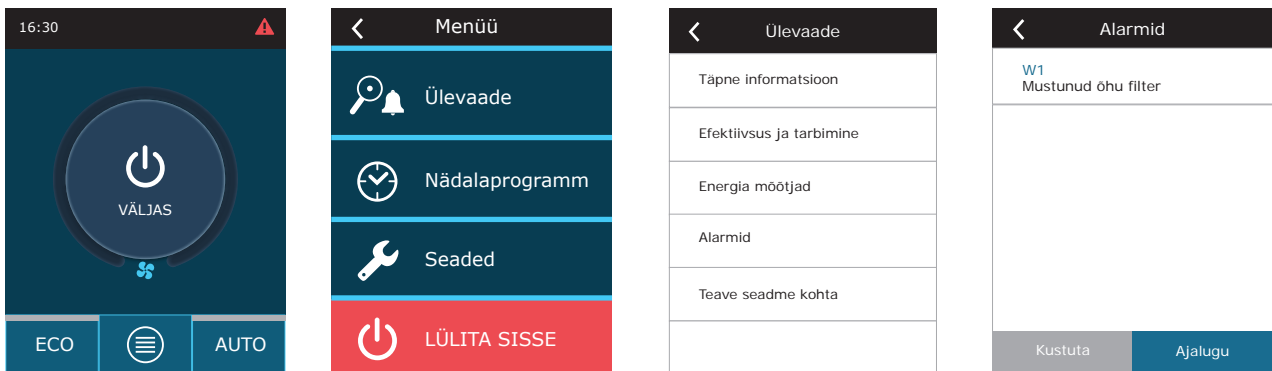 16:30
VÄLJAS
ECO
AUTO
Menüü
Ülevaade
Nädalaprogramm
Seaded
LÜLITA SISSE
Ülevaade
Täpne informatsioon
Efektiivsus ja tarbimine
Energia mõõtjad
Alarmid
Teave seadme kohta
Alarmid
W1
Mustunud õhu filter
Kustuta
Ajalugu